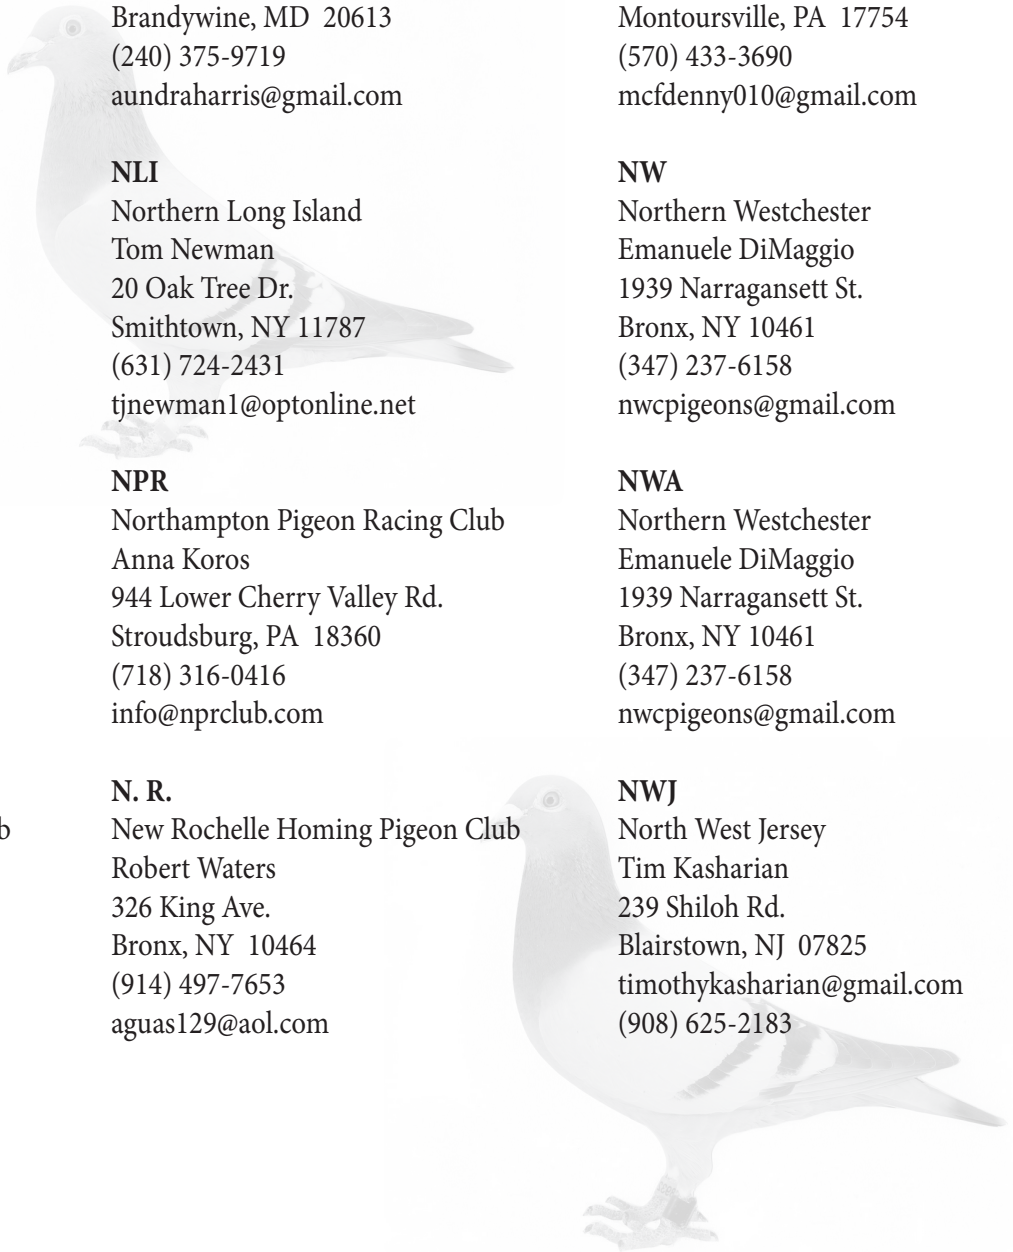 Brandywine, MD  20613
(240) 375-9719
aundraharris@gmail.com
NLI
Northern Long Island
Tom Newman
20 Oak Tree Dr.
Smithtown, NY 11787
(631) 724-2431
tjnewman1@optonline.net
NPR
Northampton Pigeon Racing Club
Anna Koros
944 Lower Cherry Valley Rd.
Stroudsburg, PA  18360
(718) 316-0416
info@nprclub.com
N. R.
New Rochelle Homing Pigeon Club
Robert Waters
326 King Ave.
Bronx, NY  10464
(914) 497-7653
aguas129@aol.com
Montoursville, PA  17754
(570) 433-3690
mcfdenny010@gmail.com
NW
Northern Westchester
Emanuele DiMaggio
1939 Narragansett St.
Bronx, NY 10461
(347) 237-6158
nwcpigeons@gmail.com
NWA
Northern Westchester
Emanuele DiMaggio
1939 Narragansett St.
Bronx, NY 10461
(347) 237-6158
nwcpigeons@gmail.com
NWJ
North West Jersey
Tim Kasharian
239 Shiloh Rd.
Blairstown, NJ  07825
timothykasharian@gmail.com
(908) 625-2183